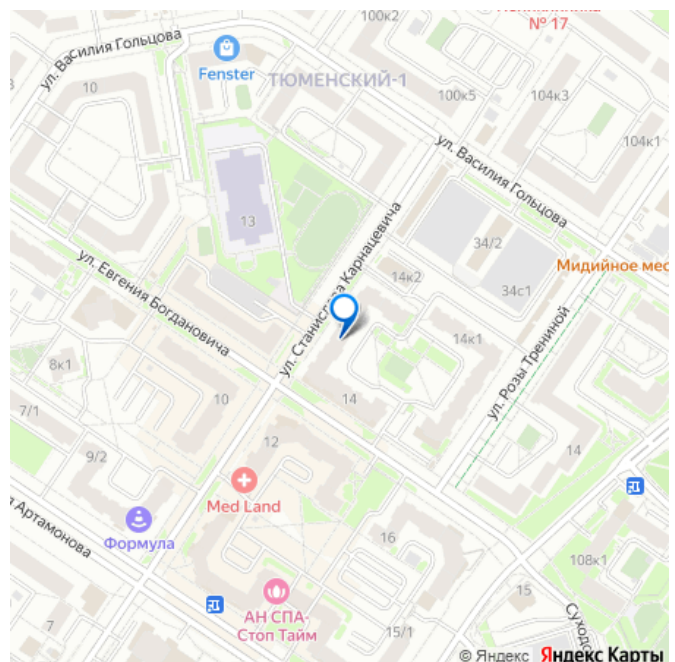 100к2
№ 17
ул. Василия Гольцова
10
Fenster
ТЮМЕНСКИЙ-1
100к5
104к3
104к1
ул. Василия Гольцова
13
ул. Станислава Карнацевича
34/2
Мидийное мес
14к2
34с1
ул. Евгения Богдановича
14к1
ул. Розы Трениной
8к1
7/1
10
14
14
9/2
12
Med Land
я Артамонова
Формула
16
108к1
15
АН СПА-
Стоп Тайм
7
15/1
Суходо
© Яндекс Яндекс Карты